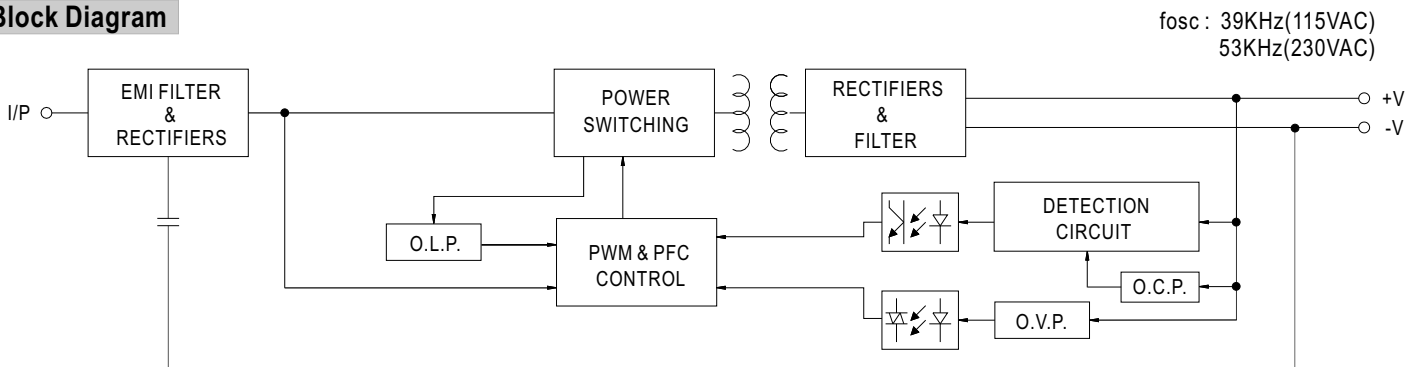 Block Diagram
fosc : 39KHz(115VAC)
53KHz(230VAC)
I/P
EMI FILTER
&
RECTIFIERS
POWER
SWITCHING
RECTIFIERS
&
FILTER
+V
-V
O.L.P.
PWM & PFC
CONTROL
DETECTION
CIRCUIT
O.C.P.
O.V.P.